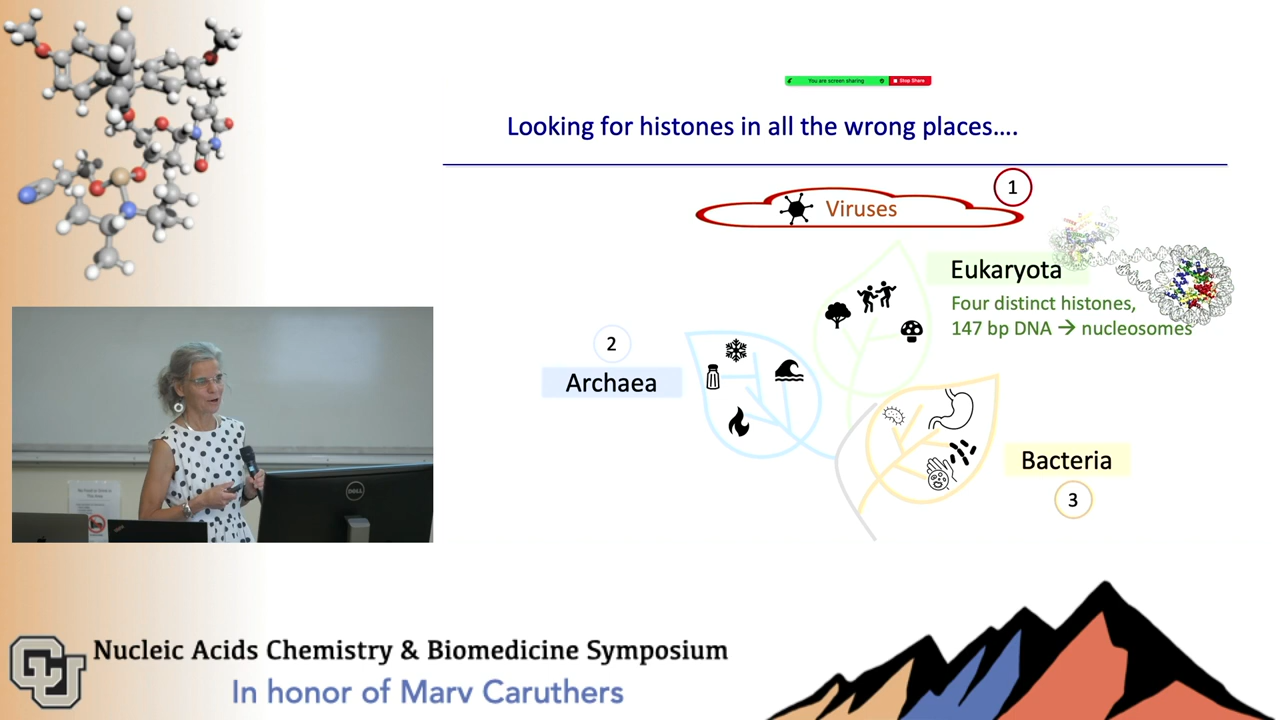 You are screen sharing
Stop Share
Looking for histones in all the wrong places....
1
Viruses
Eukaryota
Four distinct histones,
147 bp DNA → nucleosomes
2
Archaea
Bacteria
3
DELL
CU
Nucleic Acids Chemistry & Biomedicine Symposium
In honor of Marv Caruthers